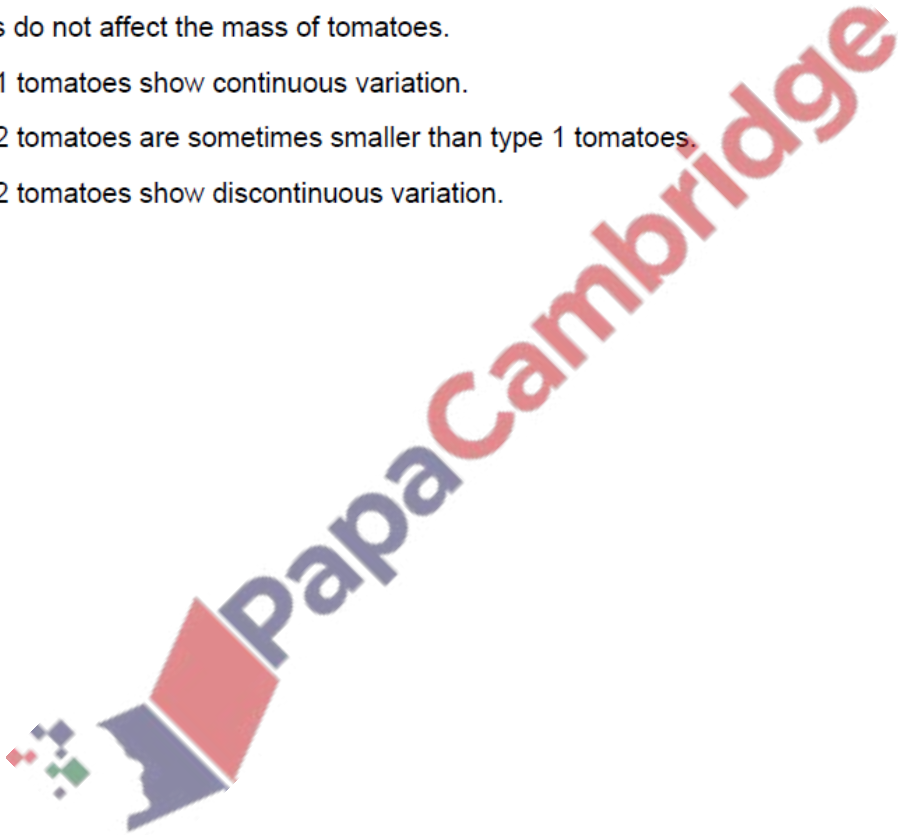 s do not affect the mass of tomatoes.
1 tomatoes show continuous variation.
2 tomatoes are sometimes smaller than type 1 tomatoes.
2 tomatoes show discontinuous variation.
PapaCambridge